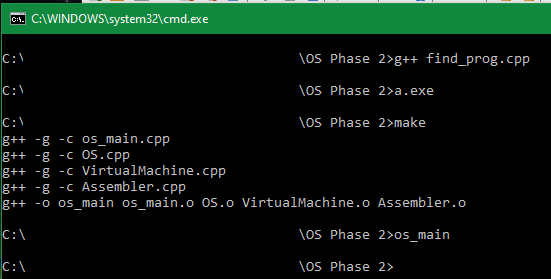 C:\WINDOWS\system32\cmd.exe
C:\ \OS Phase 2>g++ find_prog.cpp
C:\ \OS Phase 2>a.exe
C:\ \OS Phase 2>make
g++ -g -c os_main.cpp
g++ -g -c OS.cpp
g++ -g -c VirtualMachine.cpp
g++ -g -c Assembler.cpp
g++ -o os_main os_main.o OS.o VirtualMachine.o Assembler.o
C:\ \OS Phase 2>os_main
C:\ \OS Phase 2>